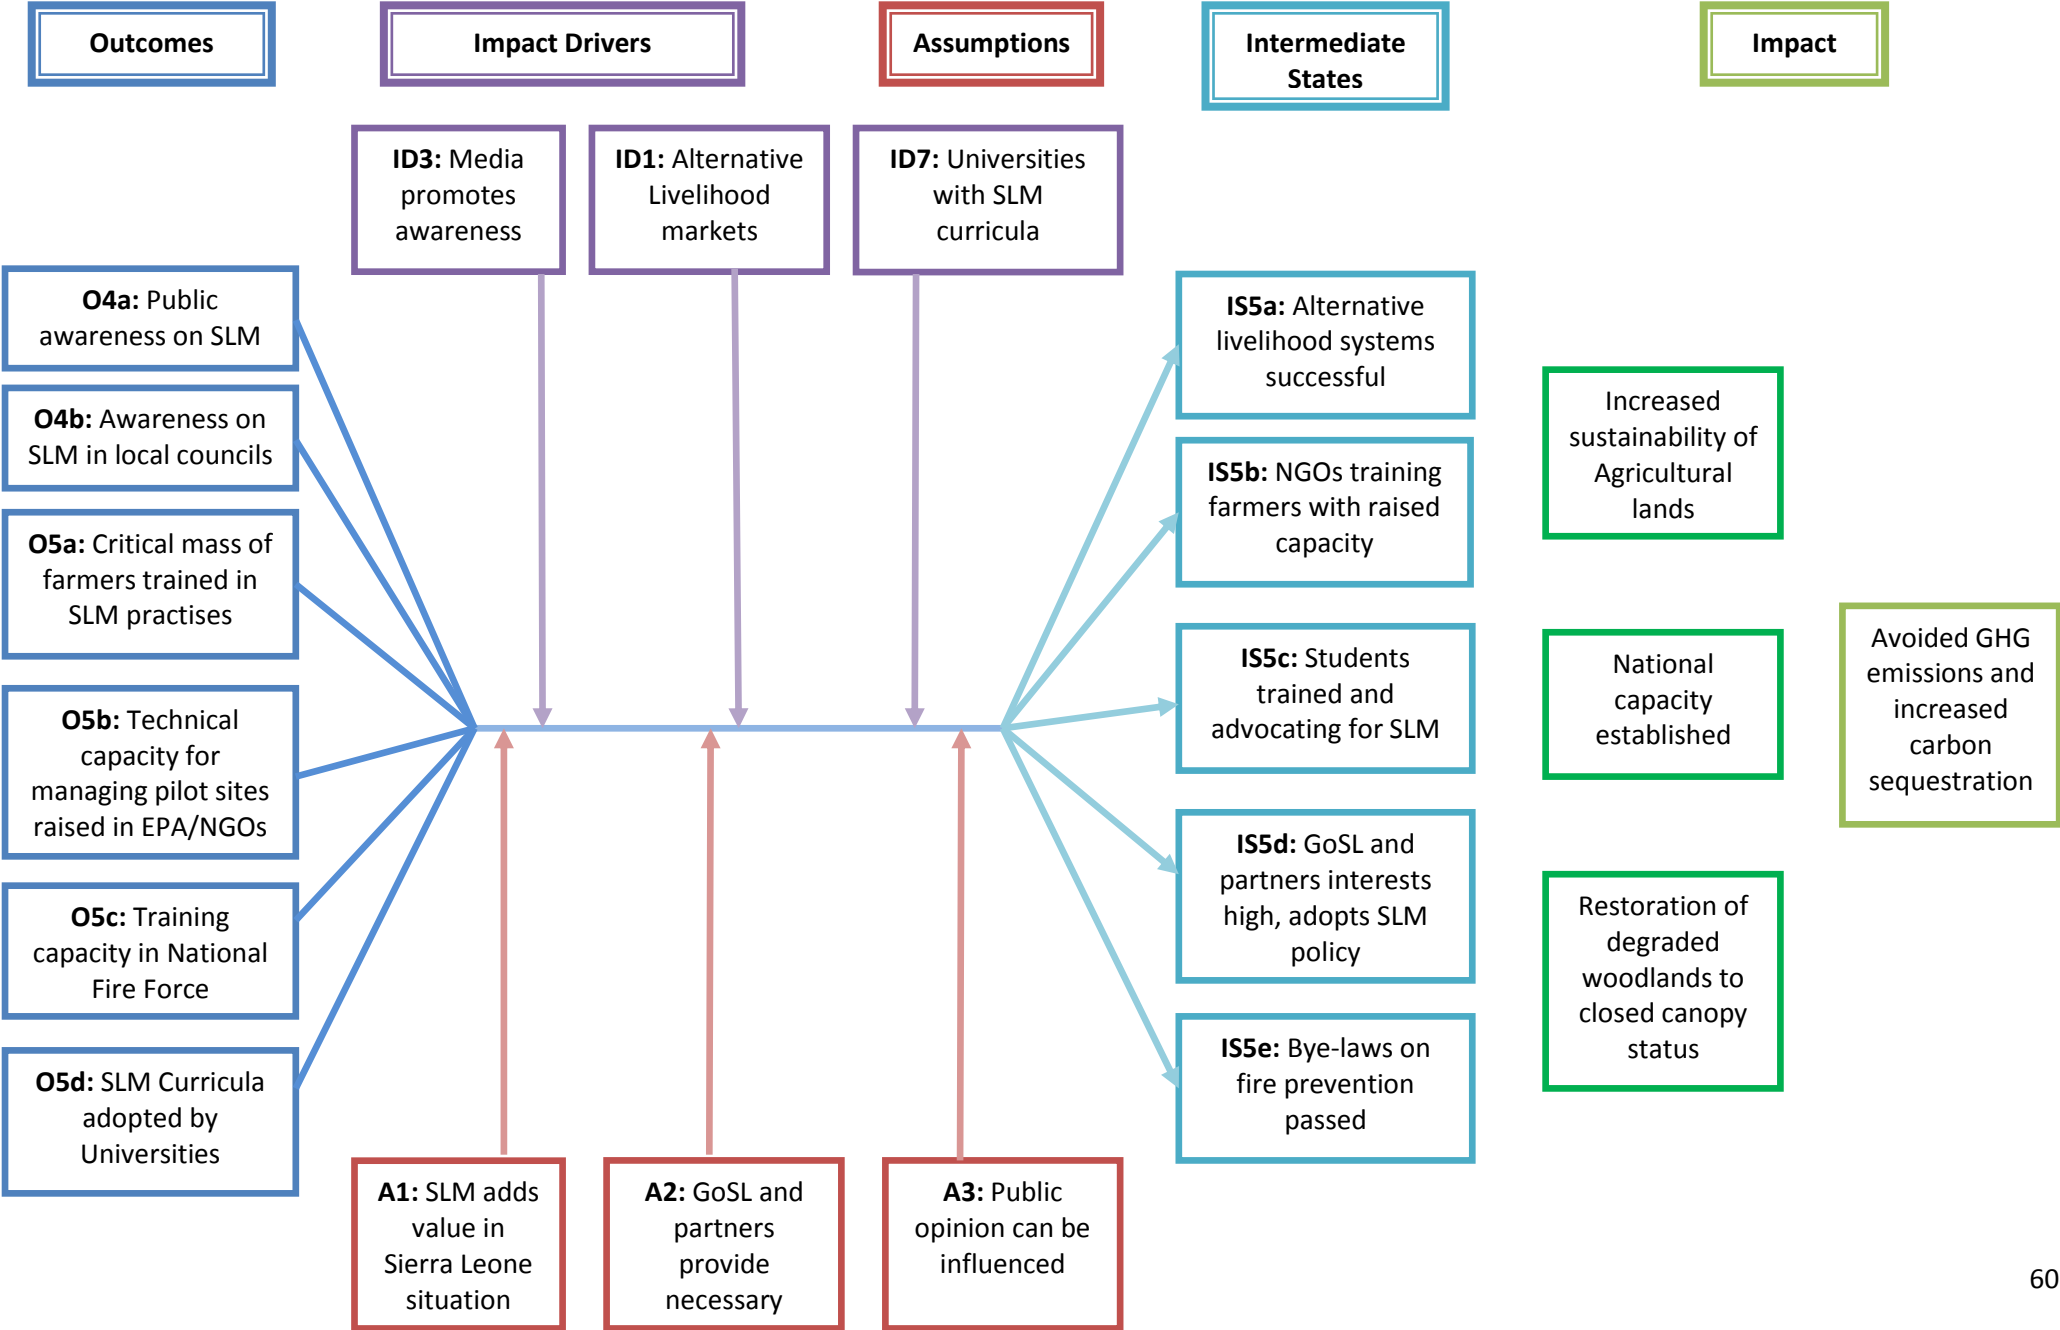 Outcomes
Impact Drivers
Assumptions
Intermediate
States
Impact
ID3: Media
promotes
awareness
ID1: Alternative
Livelihood
markets
ID7: Universities
with SLM
curricula
O4a: Public
awareness on SLM
O4b: Awareness on
SLM in local councils
O5a: Critical mass of
farmers trained in
SLM practises
O5b: Technical
capacity for
managing pilot sites
raised in EPA/NGOs
O5c: Training
capacity in National
Fire Force
O5d: SLM Curricula
adopted by
Universities
A1: SLM adds
value in
Sierra Leone
situation
A2: GoSL and
partners
provide
necessary
A3: Public
opinion can be
influenced
IS5a: Alternative
livelihood systems
successful
IS5b: NGOs training
farmers with raised
capacity
IS5c: Students
trained and
advocating for SLM
IS5d: GoSL and
partners interests
high, adopts SLM
policy
IS5e: Bye-laws on
fire prevention
passed
Increased
sustainability of
Agricultural
lands
National
capacity
established
Restoration of
degraded
woodlands to
closed canopy
status
Avoided GHG
emissions and
increased
carbon
sequestration
60